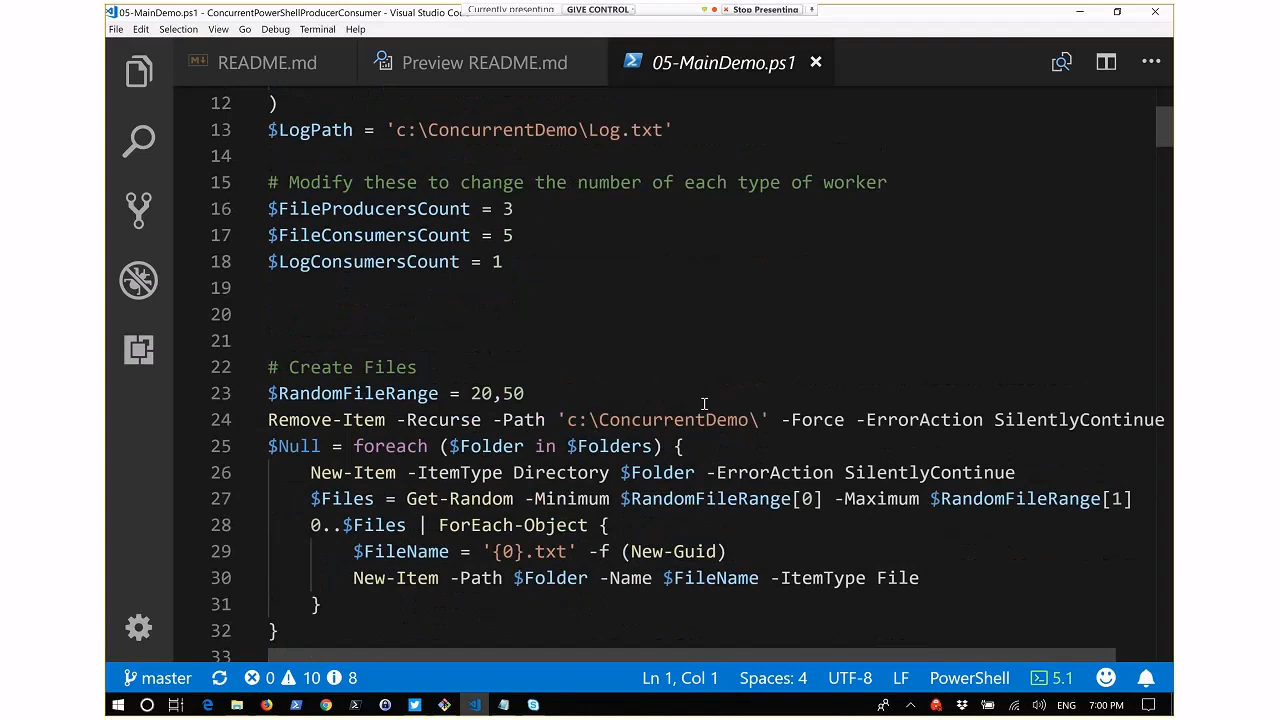 05-MainDemo.ps1 - ConcurrentPowerShellProducerConsumer - Visual Studio Co
Currently presenting
GIVE CONTROL
Stop Presenting
File Edit Selection View Go Debug Terminal Help
README.md
Preview README.md
05-MainDemo.ps1
12 )
13 $LogPath = 'c:\ConcurrentDemo\Log.txt'
14
15 # Modify these to change the number of each type of worker
16 $FileProducersCount = 3
17 $FileConsumersCount = 5
18 $LogConsumersCount = 1
19
20
21
22 # Create Files
23 $RandomFileRange = 20,50
24 Remove-Item -Recurse -Path 'c:\ConcurrentDemo\' -Force -ErrorAction SilentlyContinue
25 $Null = foreach ($Folder in $Folders) {
26 New-Item -ItemType Directory $Folder -ErrorAction SilentlyContinue
27 $Files = Get-Random -Minimum $RandomFileRange[0] -Maximum $RandomFileRange[1]
28 0..$Files | ForEach-Object {
29 $FileName = '{0}.txt' -f (New-Guid)
30 New-Item -Path $Folder -Name $FileName -ItemType File
31 }
32 }
33
master 0 10 8 Ln 1, Col 1 Spaces: 4 UTF-8 LF PowerShell 5.1
ENG 7:00 PM